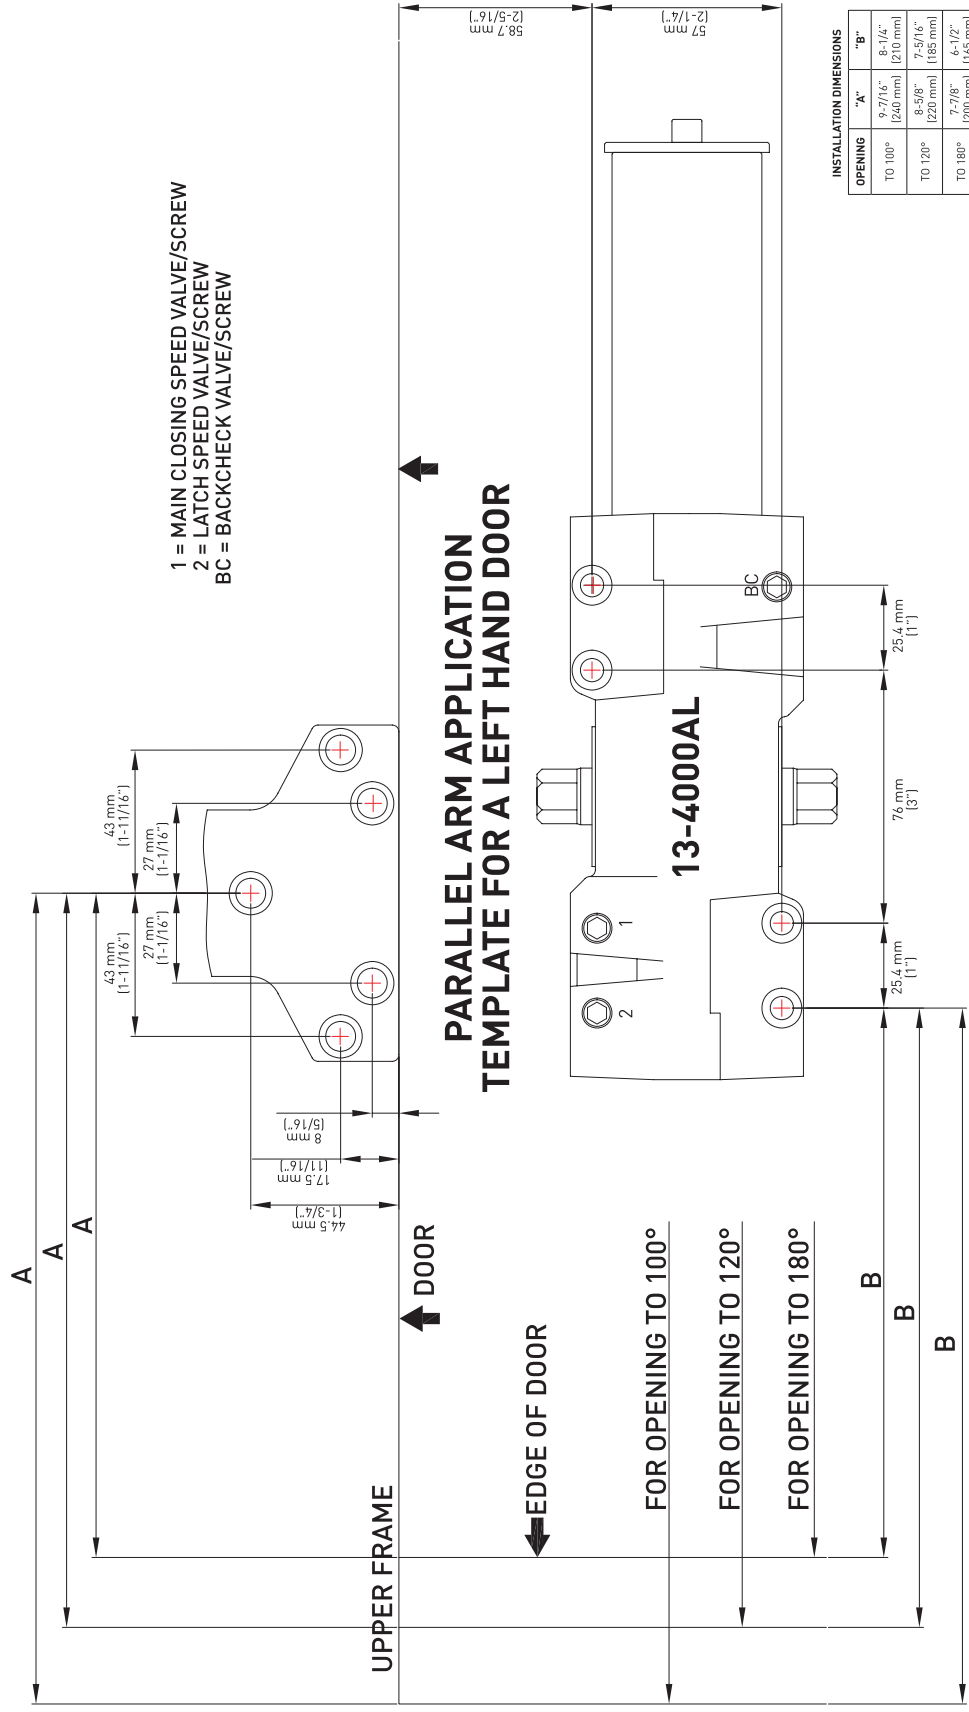 1 = MAIN CLOSING SPEED VALVE/SCREW
2 = LATCH SPEED VALVE/SCREW
BC = BACKCHECK VALVE/SCREW
43 mm
(1-11/16")
27 mm
(1-1/16")
43 mm
(1-11/16")
27 mm
(1-1/16")
A
A
A
44.5 mm
(1-3/4")
17.5 mm
(11/16")
8 mm
(5/16")
58.7 mm
(2-5/16")
57 mm
(2-1/4")
UPPER FRAME
DOOR
PARALLEL ARM APPLICATION
TEMPLATE FOR A LEFT HAND DOOR
EDGE OF DOOR
2
1
BC
13-4000AL
FOR OPENING TO 100°
FOR OPENING TO 120°
FOR OPENING TO 180°
B
B
B
25.4 mm
(1")
76 mm
(3")
25.4 mm
(1")
INSTALLATION DIMENSIONS
OPENING "A" "B"
TO 100° 9-7/16" 8-1/4"
(240 mm) (210 mm)
TO 120° 8-5/8" 7-5/16"
(220 mm) (185 mm)
TO 180° 7-7/8" 6-1/2"
(200 mm) (165 mm)